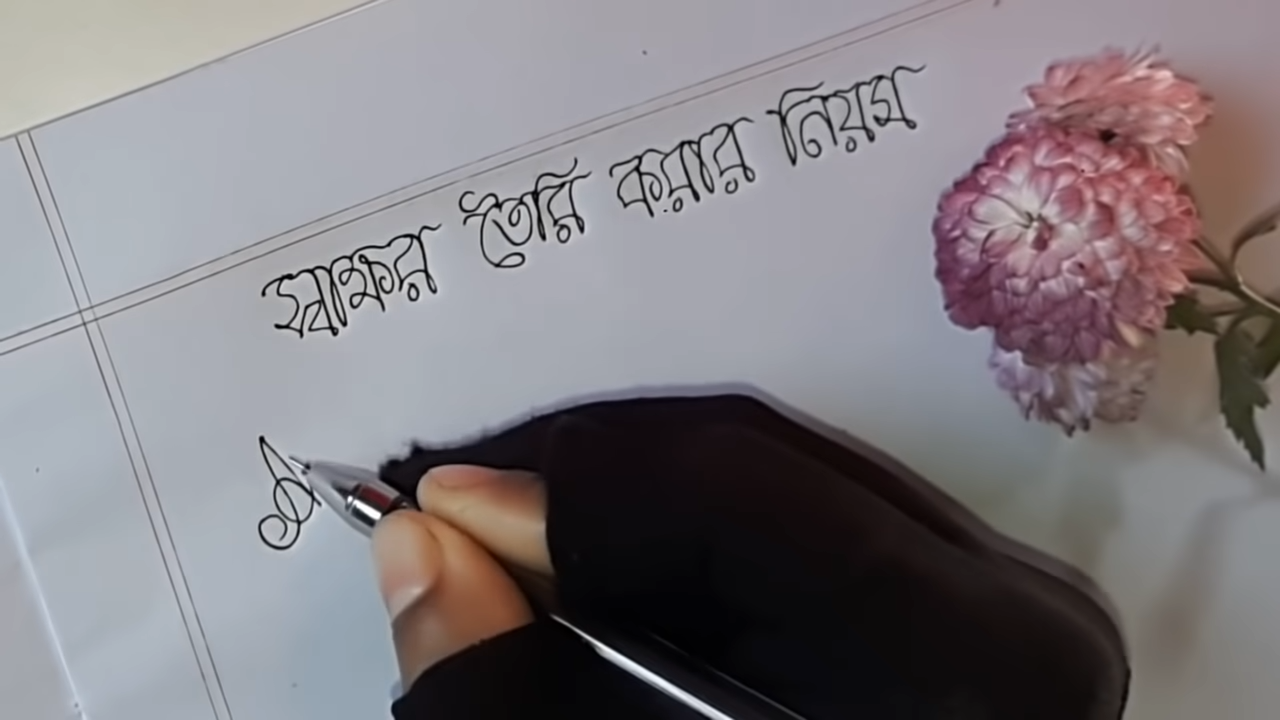 স্বাক্ষর তৈরি করার নিয়ম